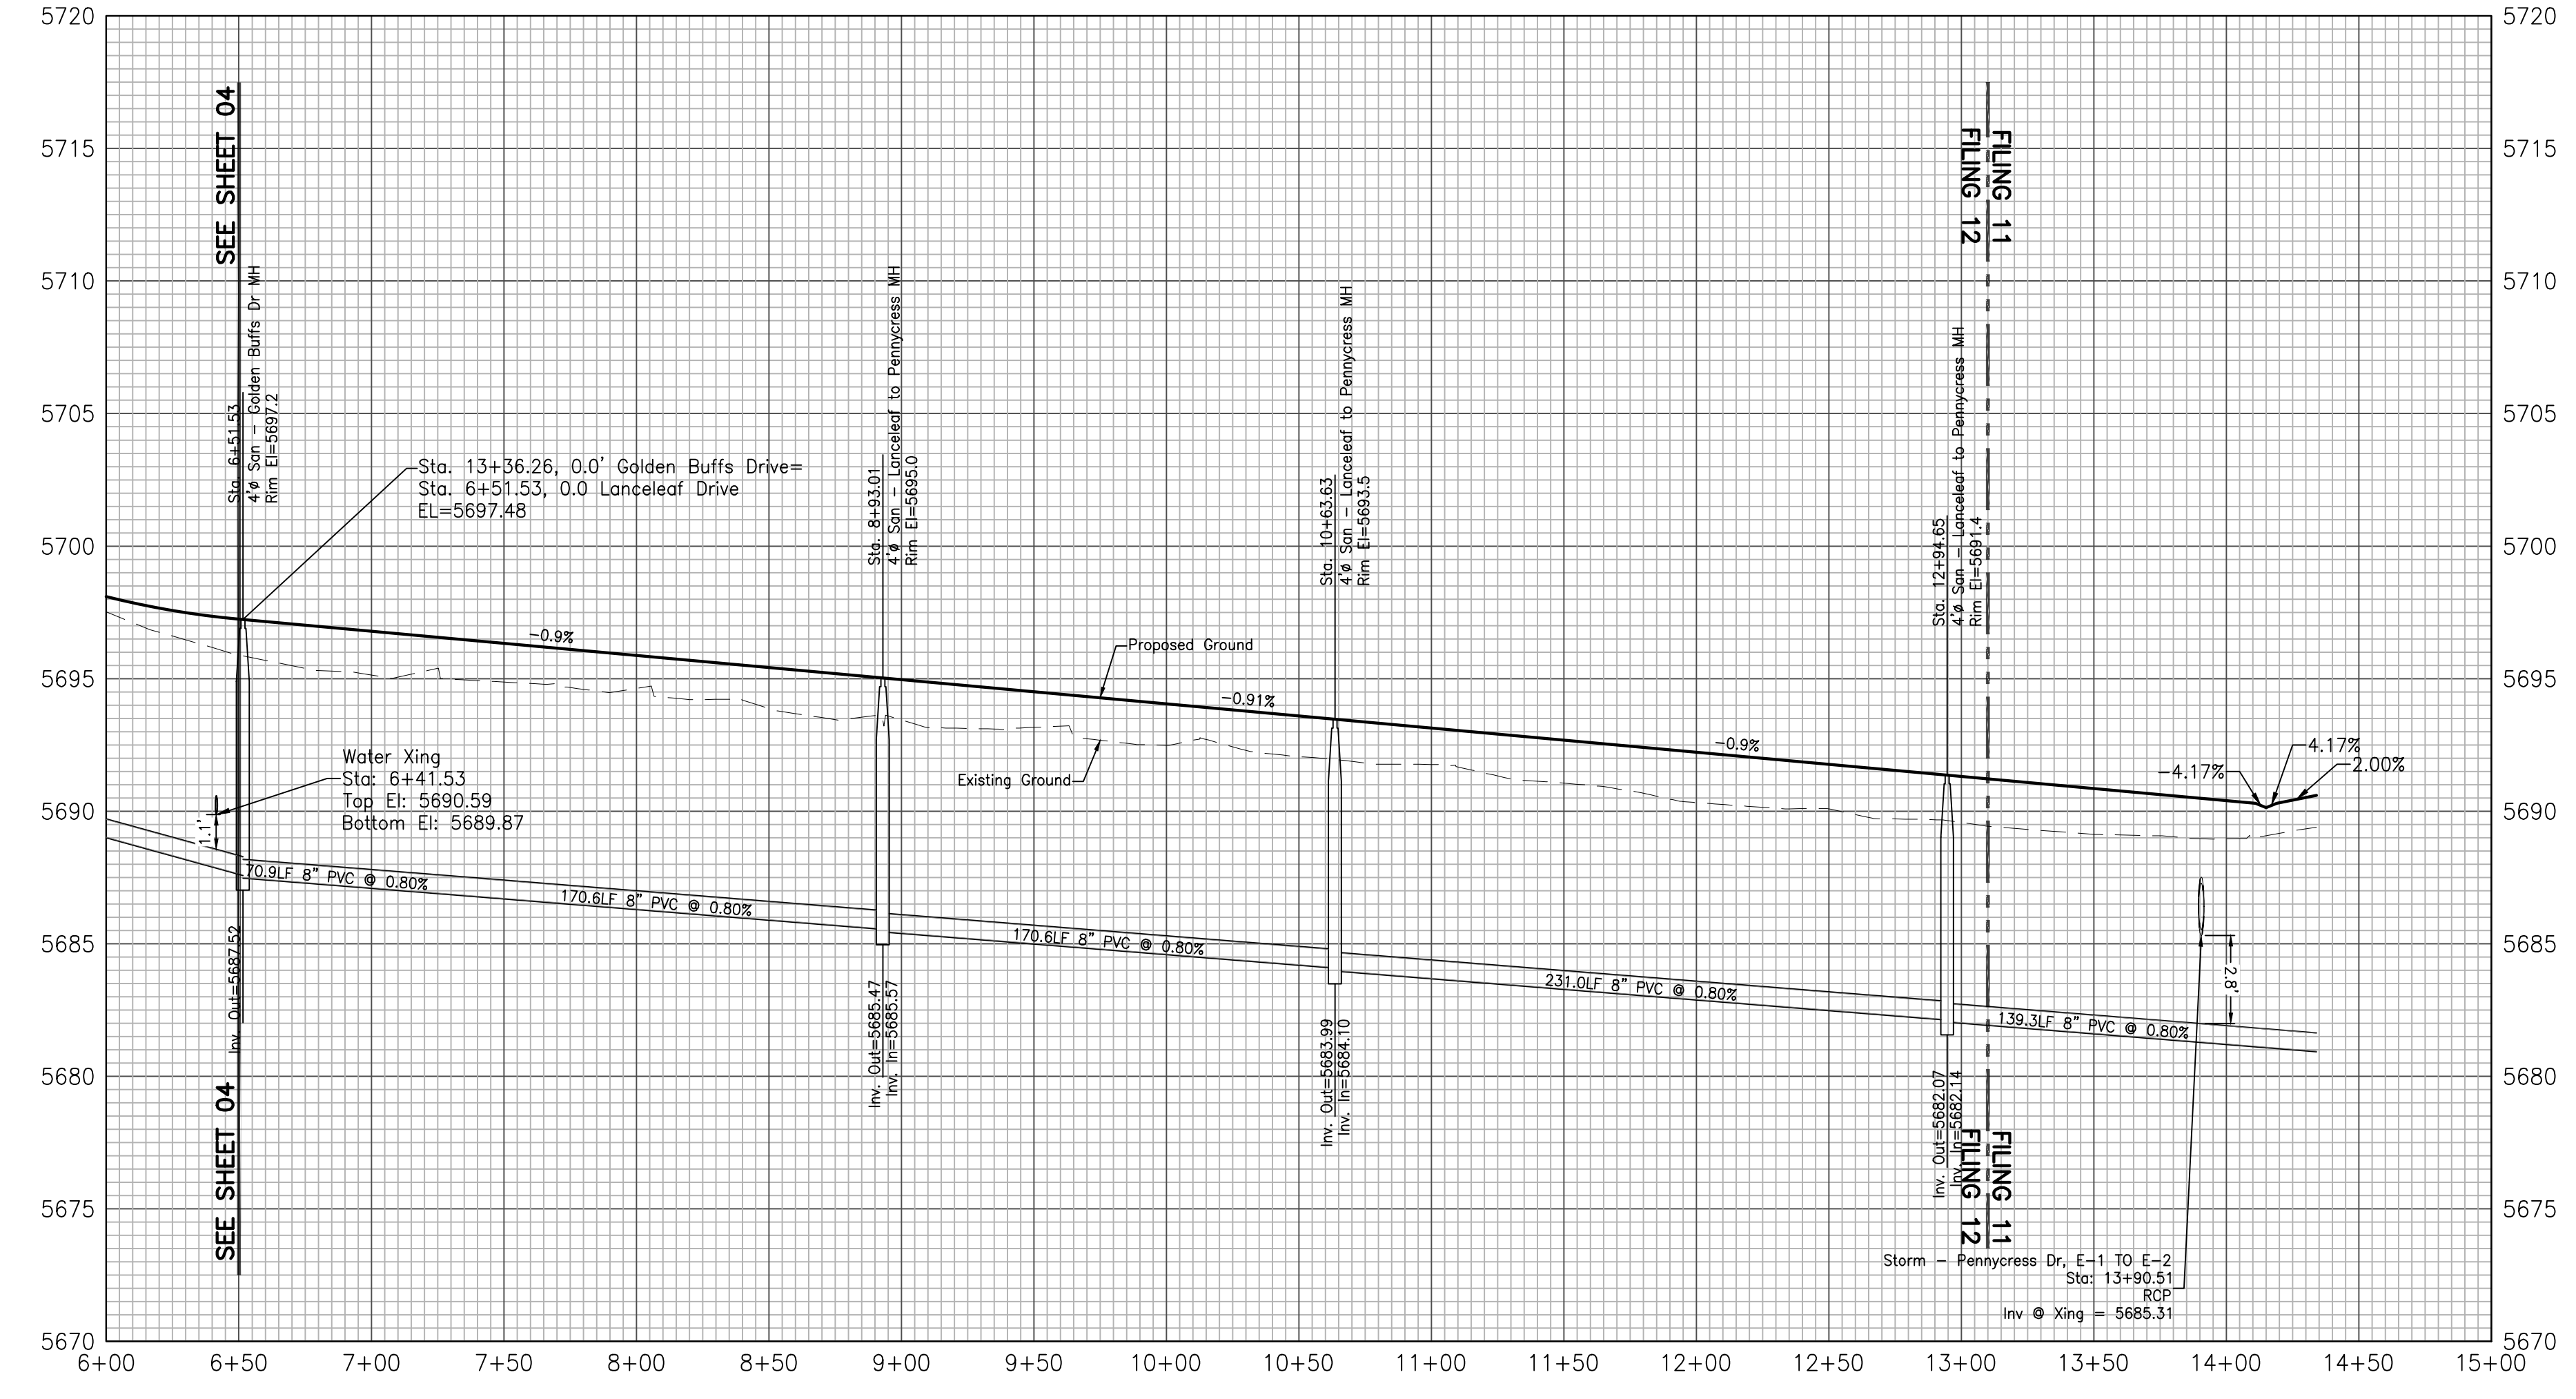 5720
5715
5710
5705
5700
5695
5690
5685
5680
5675
5670
5720
5715
5710
5705
5700
5695
5690
5685
5680
5675
5670
SEE SHEET 04
Sta. 6+51.53
4'ø San - Golden Buffs Dr MH
Rim El=5697.2
Sta. 13+36.26, 0.0' Golden Buffs Drive=
Sta. 6+51.53, 0.0 Lanceleaf Drive
EL=5697.48
Sta. 8+93.01
4'ø San - Lanceleaf to Pennycress MH
Rim El=5695.0
Sta. 10+63.63
4'ø San - Lanceleaf to Pennycress MH
Rim El=5693.5
Sta. 12+94.65
4'ø San - Lanceleaf to Pennycress MH
Rim El=5691.4
FILING 12
FILING 11
-0.9%
Proposed Ground
-0.91%
Existing Ground
-0.9%
-4.17%
4.17%
2.00%
Water Xing
Sta: 6+41.53
Top El: 5690.59
Bottom El: 5689.87
1.1'
70.9LF 8" PVC @ 0.80%
170.6LF 8" PVC @ 0.80%
170.6LF 8" PVC @ 0.80%
231.0LF 8" PVC @ 0.80%
139.3LF 8" PVC @ 0.80%
2.8'
Inv. Out=5687.52
Inv. Out=5685.47
Inv. In=5685.57
Inv. Out=5683.99
Inv. In=5684.10
Inv. Out=5682.07
Inv. In=5682.14
SEE SHEET 04
FILING 12
FILING 11
Storm - Pennycress Dr, E-1 TO E-2
Sta: 13+90.51
RCP
Inv @ Xing = 5685.31
6+00 6+50 7+00 7+50 8+00 8+50 9+00 9+50 10+00 10+50 11+00 11+50 12+00 12+50 13+00 13+50 14+00 14+50 15+00